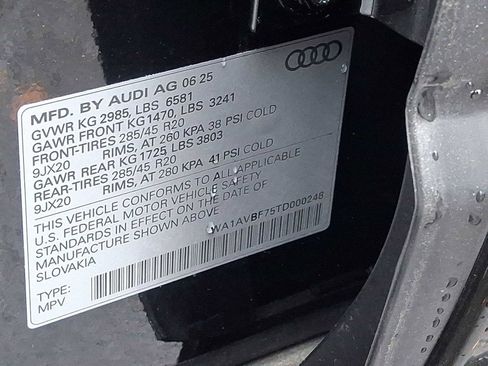 MFD. BY AUDI AG 06 25
GVWR KG 2985, LBS 6581
GAWR FRONT KG1470, LBS 3241
FRONT-TIRES 285/45 R20
9JX20 RIMS, AT 260 KPA 38 PSI COLD
GAWR REAR KG 1725 LBS 3803
REAR-TIRES 285/45 R20
9JX20 RIMS, AT 280 KPA 41 PSI COLD
THIS VEHICLE CONFORMS TO ALL APPLICABLE
U.S. FEDERAL MOTOR VEHICLE SAFETY
STANDARDS IN EFFECT ON THE DATE OF
MANUFACTURE SHOWN ABOVE
SLOVAKIA WA1AVBF75TD000246
TYPE:
MPV